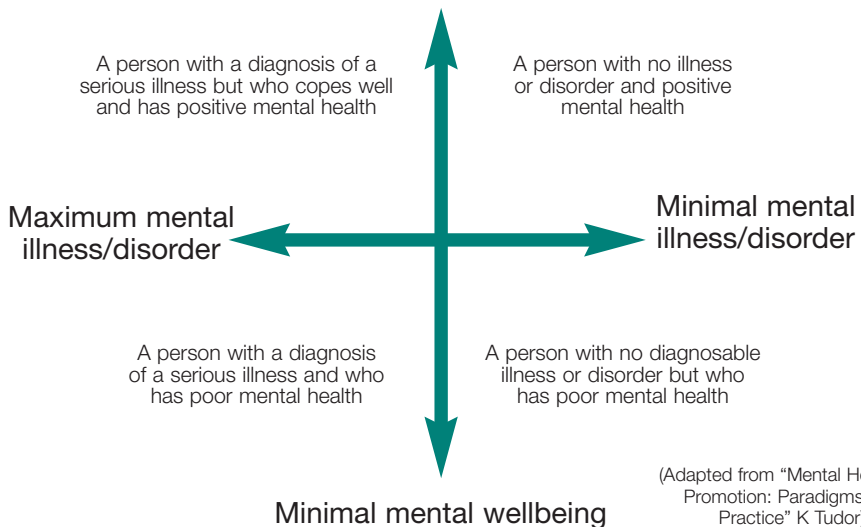 A person with a diagnosis of a
serious illness but who copes well
and has positive mental health
A person with no illness
or disorder and positive
mental health
Maximum mental
illness/disorder
Minimal mental
illness/disorder
A person with a diagnosis
of a serious illness and who
has poor mental health
A person with no diagnosable
illness or disorder but who
has poor mental health
Minimal mental wellbeing
(Adapted from “Mental
Promotion: Paradigms
Practice” K Tudor